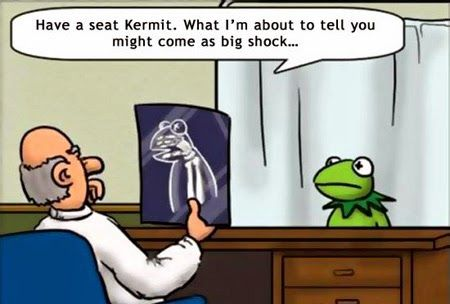 Have a seat Kermit. What I'm about to tell you
might come as big shock…